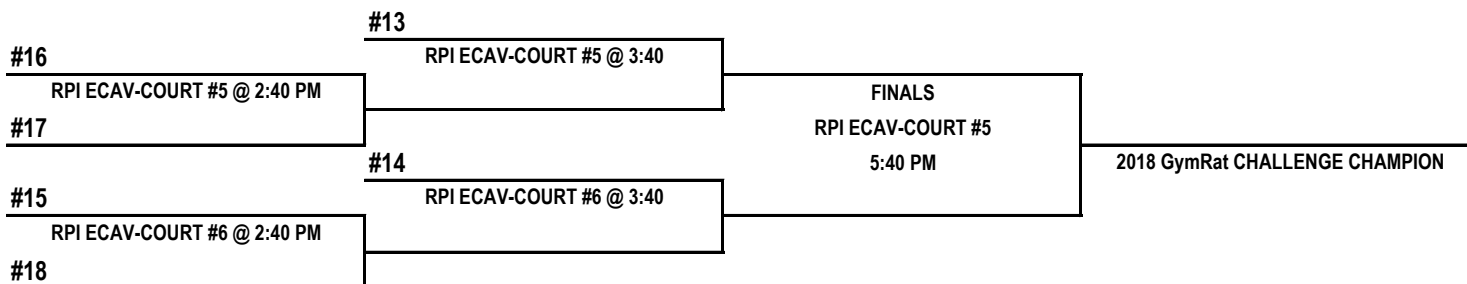 #13
#16
RPI ECAV-COURT #5 @ 3:40
RPI ECAV-COURT #5 @ 2:40 PM
FINALS
#17
RPI ECAV-COURT #5
#14
5:40 PM
2018 GymRat CHALLENGE CHAMPION
#15
RPI ECAV-COURT #6 @ 3:40
RPI ECAV-COURT #6 @ 2:40 PM
#18